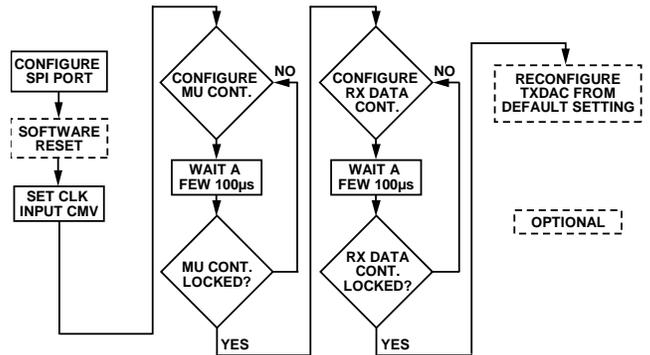 CONFIGURE
SPI PORT
SOFTWARE
RESET
SET CLK
INPUT CMV
CONFIGURE
MU CONT.
NO
WAIT A
FEW 100µs
MU CONT.
LOCKED?
YES
CONFIGURE
RX DATA
CONT.
NO
WAIT A
FEW 100µs
RX DATA
CONT.
LOCKED?
YES
RECONFIGURE
TXDAC FROM
DEFAULT SETTING
OPTIONAL